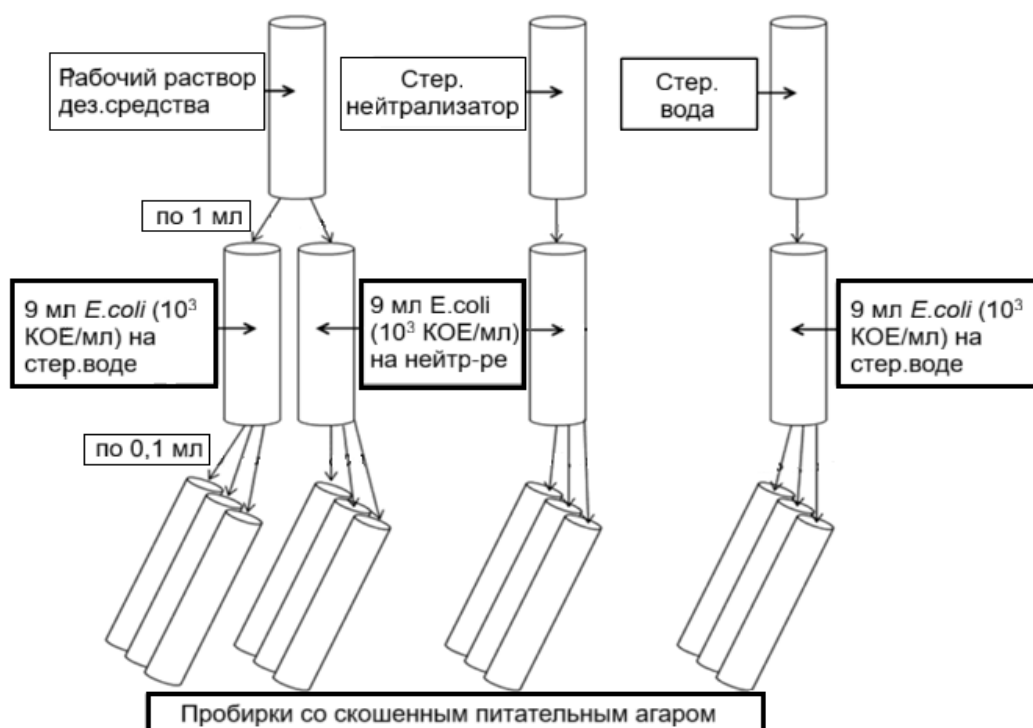 Рабочий раствор
дез.средства
Стер.
нейтрализатор
Стер.
вода
по 1 мл
9 мл E.coli (10³
КОЕ/мл) на
стер.воде
9 мл E.coli
(10³ КОЕ/мл)
на нейтр-ре
9 мл E.coli (10³
КОЕ/мл) на
стер.воде
по 0,1 мл
Пробирки со скошенным питательным агаром